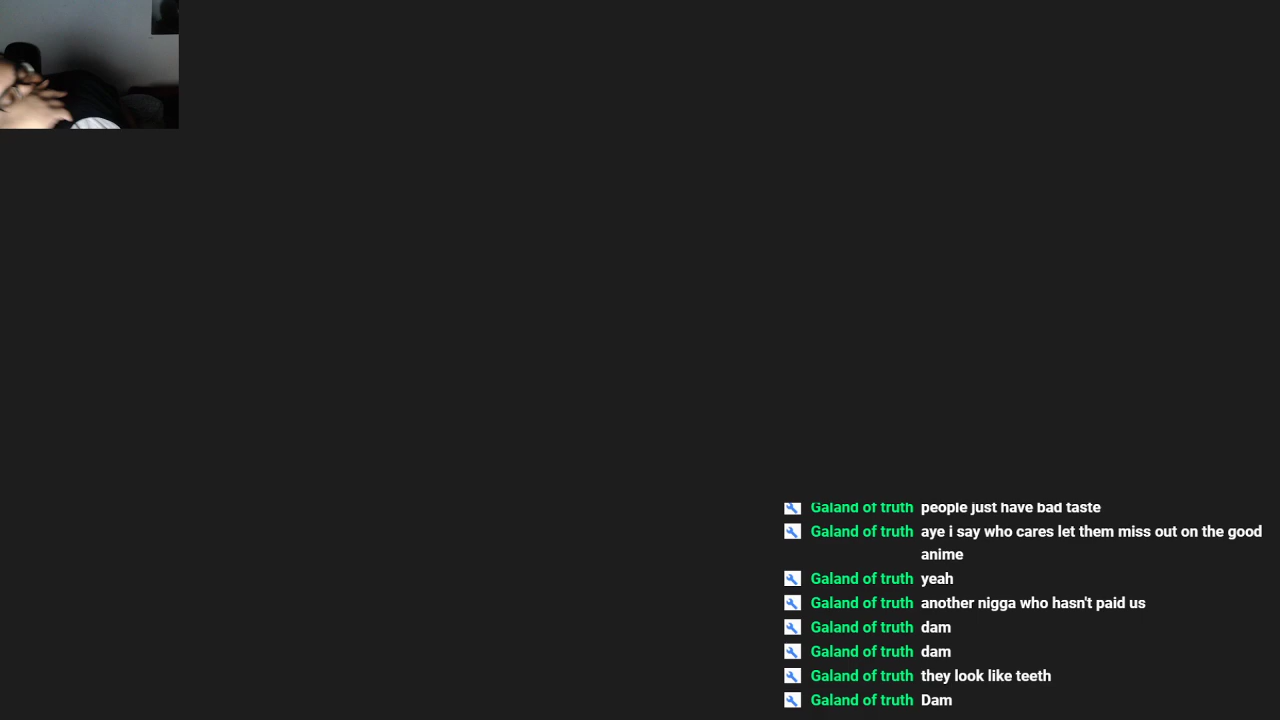 Galand of truth people just have bad taste
Galand of truth aye i say who cares let them miss out on the good
anime
Galand of truth yeah
Galand of truth another nigga who hasn't paid us
Galand of truth dam
Galand of truth dam
Galand of truth they look like teeth
Galand of truth Dam